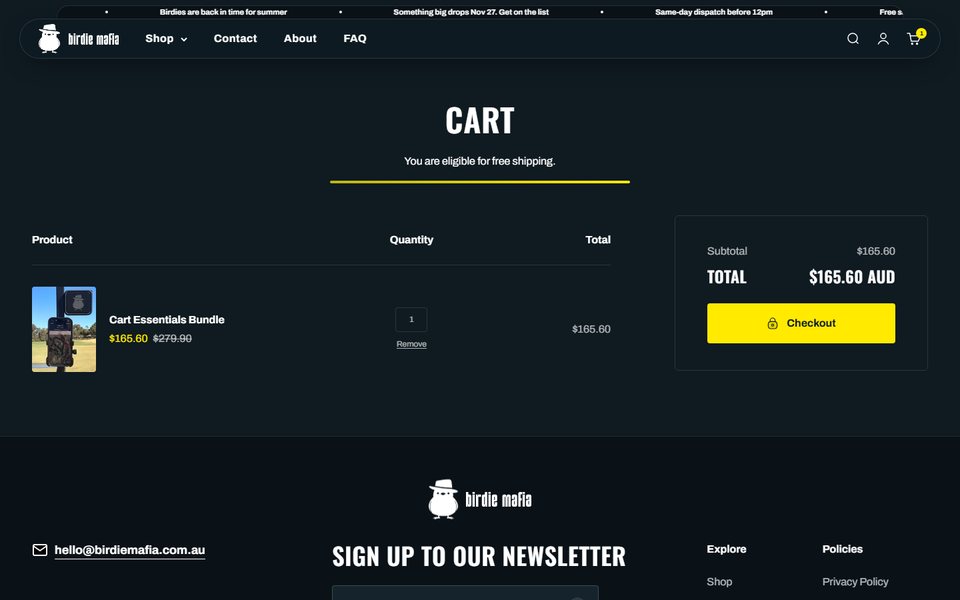 Birdies are back in time for summer • Something big drops Nov 27. Get on the list • Same-day dispatch before 12pm • Free s
birdie mafia
Shop
Contact
About
FAQ
1
CART
You are eligible for free shipping.
Product
Quantity
Total
Cart Essentials Bundle
$165.60 $279.90
1
Remove
$165.60
Subtotal
$165.60
TOTAL
$165.60 AUD
Checkout
birdie mafia
hello@birdiemafia.com.au
SIGN UP TO OUR NEWSLETTER
Explore
Shop
Policies
Privacy Policy